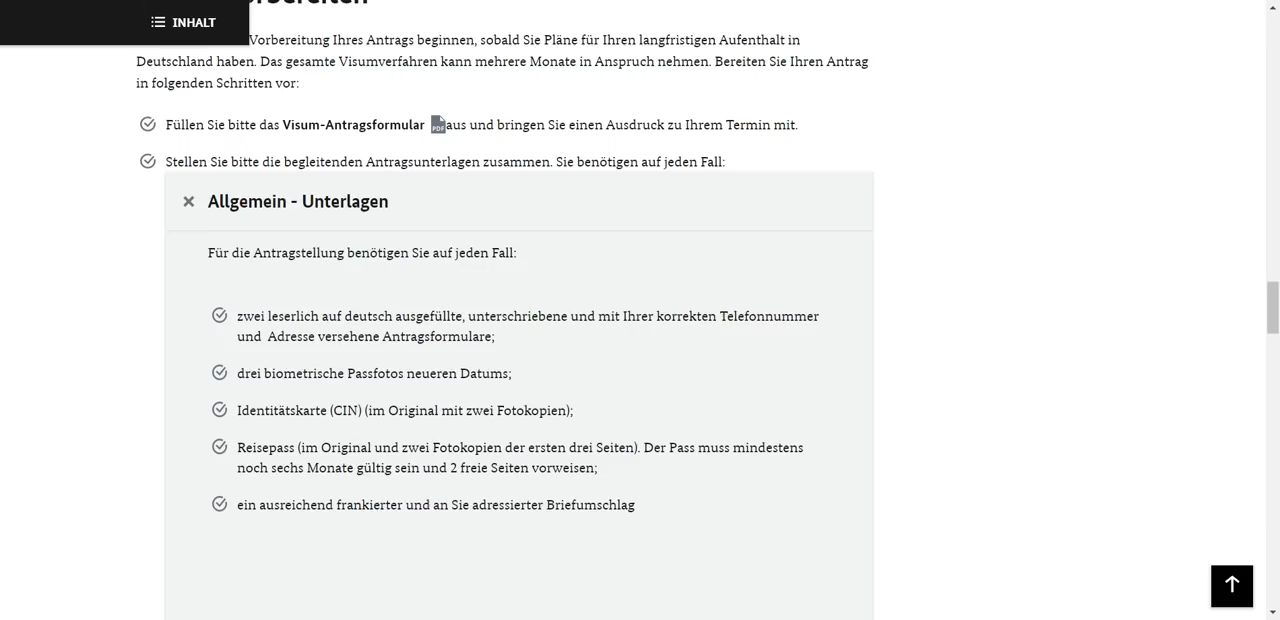 orbereiten
INHALT
Vorbereitung Ihres Antrags beginnen, sobald Sie Pläne für Ihren langfristigen Aufenthalt in
Deutschland haben. Das gesamte Visumverfahren kann mehrere Monate in Anspruch nehmen. Bereiten Sie Ihren Antrag
in folgenden Schritten vor:
Füllen Sie bitte das Visum-Antragsformular PDF aus und bringen Sie einen Ausdruck zu Ihrem Termin mit.
Stellen Sie bitte die begleitenden Antragsunterlagen zusammen. Sie benötigen auf jeden Fall:
Allgemein - Unterlagen
Für die Antragstellung benötigen Sie auf jeden Fall:
zwei leserlich auf deutsch ausgefüllte, unterschriebene und mit Ihrer korrekten Telefonnummer
und Adresse versehene Antragsformulare;
drei biometrische Passfotos neueren Datums;
Identitätskarte (CIN) (im Original mit zwei Fotokopien);
Reisepass (im Original und zwei Fotokopien der ersten drei Seiten). Der Pass muss mindestens
noch sechs Monate gültig sein und 2 freie Seiten vorweisen;
ein ausreichend frankierter und an Sie adressierter Briefumschlag